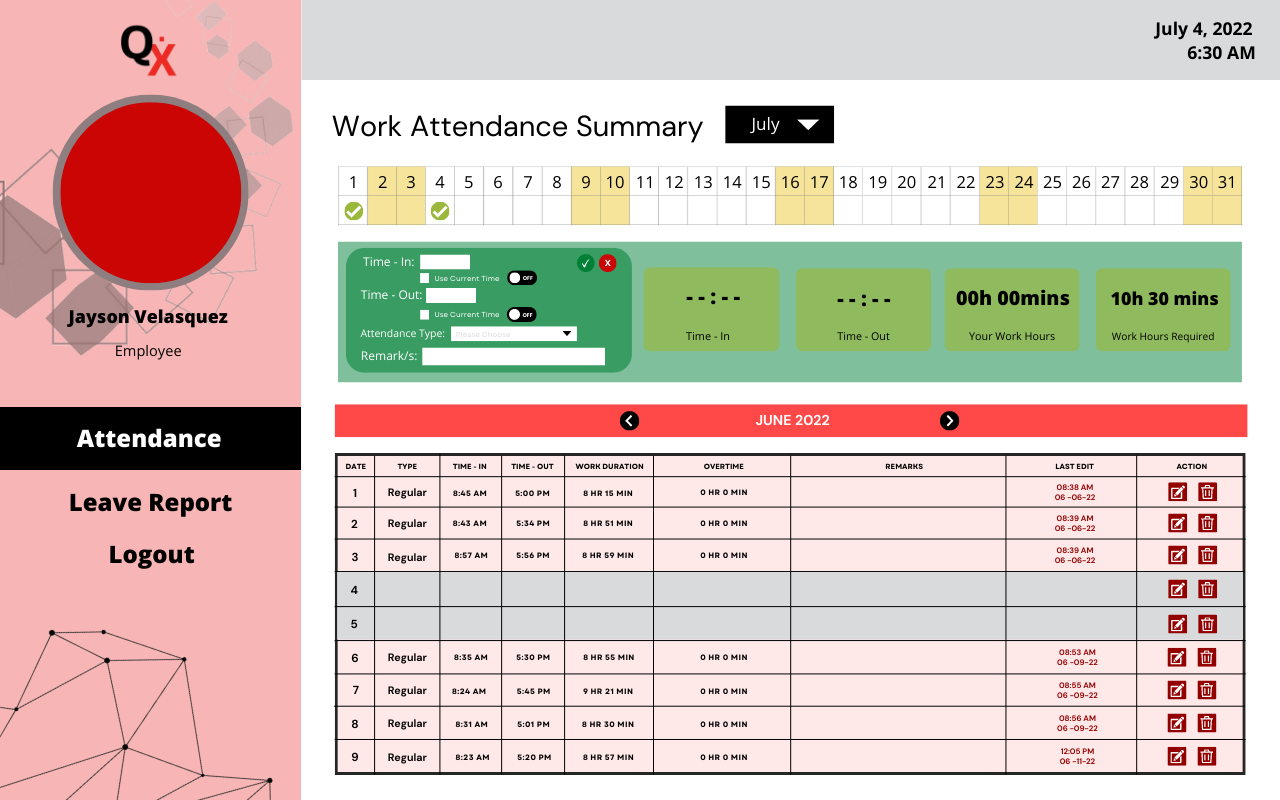 QX
July 4, 2022
6:30 AM
Work Attendance Summary
July
1 2 3 4 5 6 7 8 9 10 11 12 13 14 15 16 17 18 19 20 21 22 23 24 25 26 27 28 29 30 31
Jayson Velasquez
Employee
Attendance
Leave Report
Logout
Time - In:
✓ X
Use Current Time OFF
Time - Out:
Use Current Time OFF
Attendance Type: Please Choose
Remark/s:
--:--
Time - In
--:--
Time - Out
00h 00mins
Your Work Hours
10h 30 mins
Work Hours Required
JUNE 2022
DATE TYPE TIME - IN TIME - OUT WORK DURATION OVERTIME REMARKS LAST EDIT ACTION
1 Regular 8:45 AM 5:00 PM 8 HR 15 MIN 0 HR 0 MIN 08:38 AM
06 -06-22
2 Regular 8:43 AM 5:34 PM 8 HR 51 MIN 0 HR 0 MIN 08:39 AM
06 -06-22
3 Regular 8:57 AM 5:56 PM 8 HR 59 MIN 0 HR 0 MIN 08:39 AM
06 -06-22
4
5
6 Regular 8:35 AM 5:30 PM 8 HR 55 MIN 0 HR 0 MIN 08:53 AM
06 -09-22
7 Regular 8:24 AM 5:45 PM 9 HR 21 MIN 0 HR 0 MIN 08:55 AM
06 -09-22
8 Regular 8:31 AM 5:01 PM 8 HR 30 MIN 0 HR 0 MIN 08:56 AM
06 -09-22
9 Regular 8:23 AM 5:20 PM 8 HR 57 MIN 0 HR 0 MIN 12:05 PM
06 -11-22